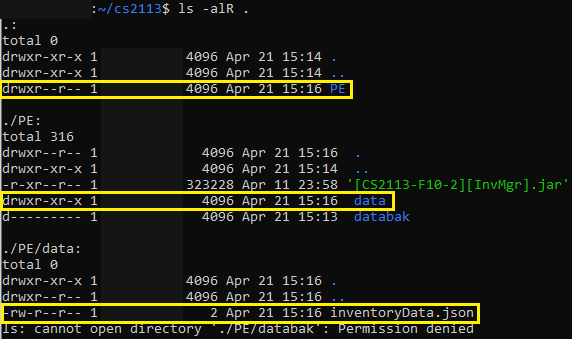 :~/cs2113$ ls -alR .
.:
total 0
drwxr-xr-x 1 4096 Apr 21 15:14 .
drwxr-xr-x 1 4096 Apr 21 15:14 ..
drwxr--r-- 1 4096 Apr 21 15:16 PE
./PE:
total 316
drwxr--r-- 1 4096 Apr 21 15:16 .
drwxr-xr-x 1 4096 Apr 21 15:14 ..
-r-xr--r-- 1 323228 Apr 11 23:58 '[CS2113-F10-2][InvMgr].jar'
drwxr-xr-x 1 4096 Apr 21 15:16 data
d--------- 1 4096 Apr 21 15:13 databak
./PE/data:
total 0
drwxr-xr-x 1 4096 Apr 21 15:16 .
drwxr--r-- 1 4096 Apr 21 15:16 ..
-rw-r--r-- 1 2 Apr 21 15:16 inventoryData.json
ls: cannot open directory './PE/databak': Permission denied